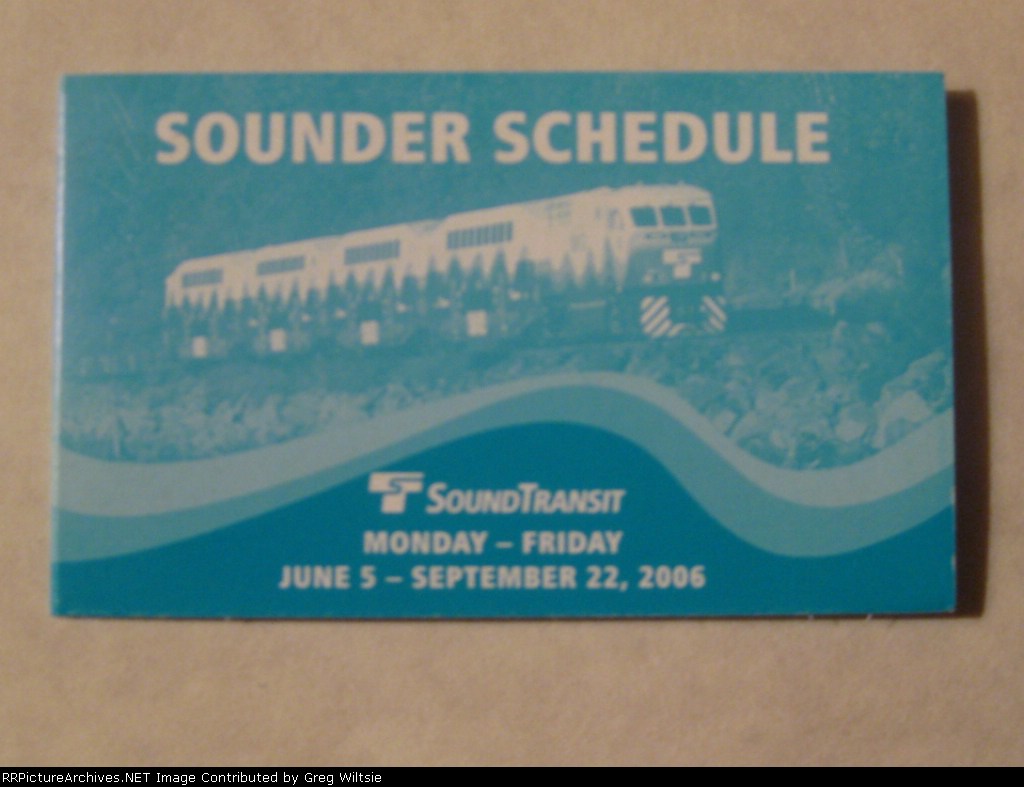 SOUNDER SCHEDULE
SOUNDTRANSIT
MONDAY – FRIDAY
JUNE 5 – SEPTEMBER 22, 2006
RRPictureArchives.NET Image Contributed by Greg Wiltsie